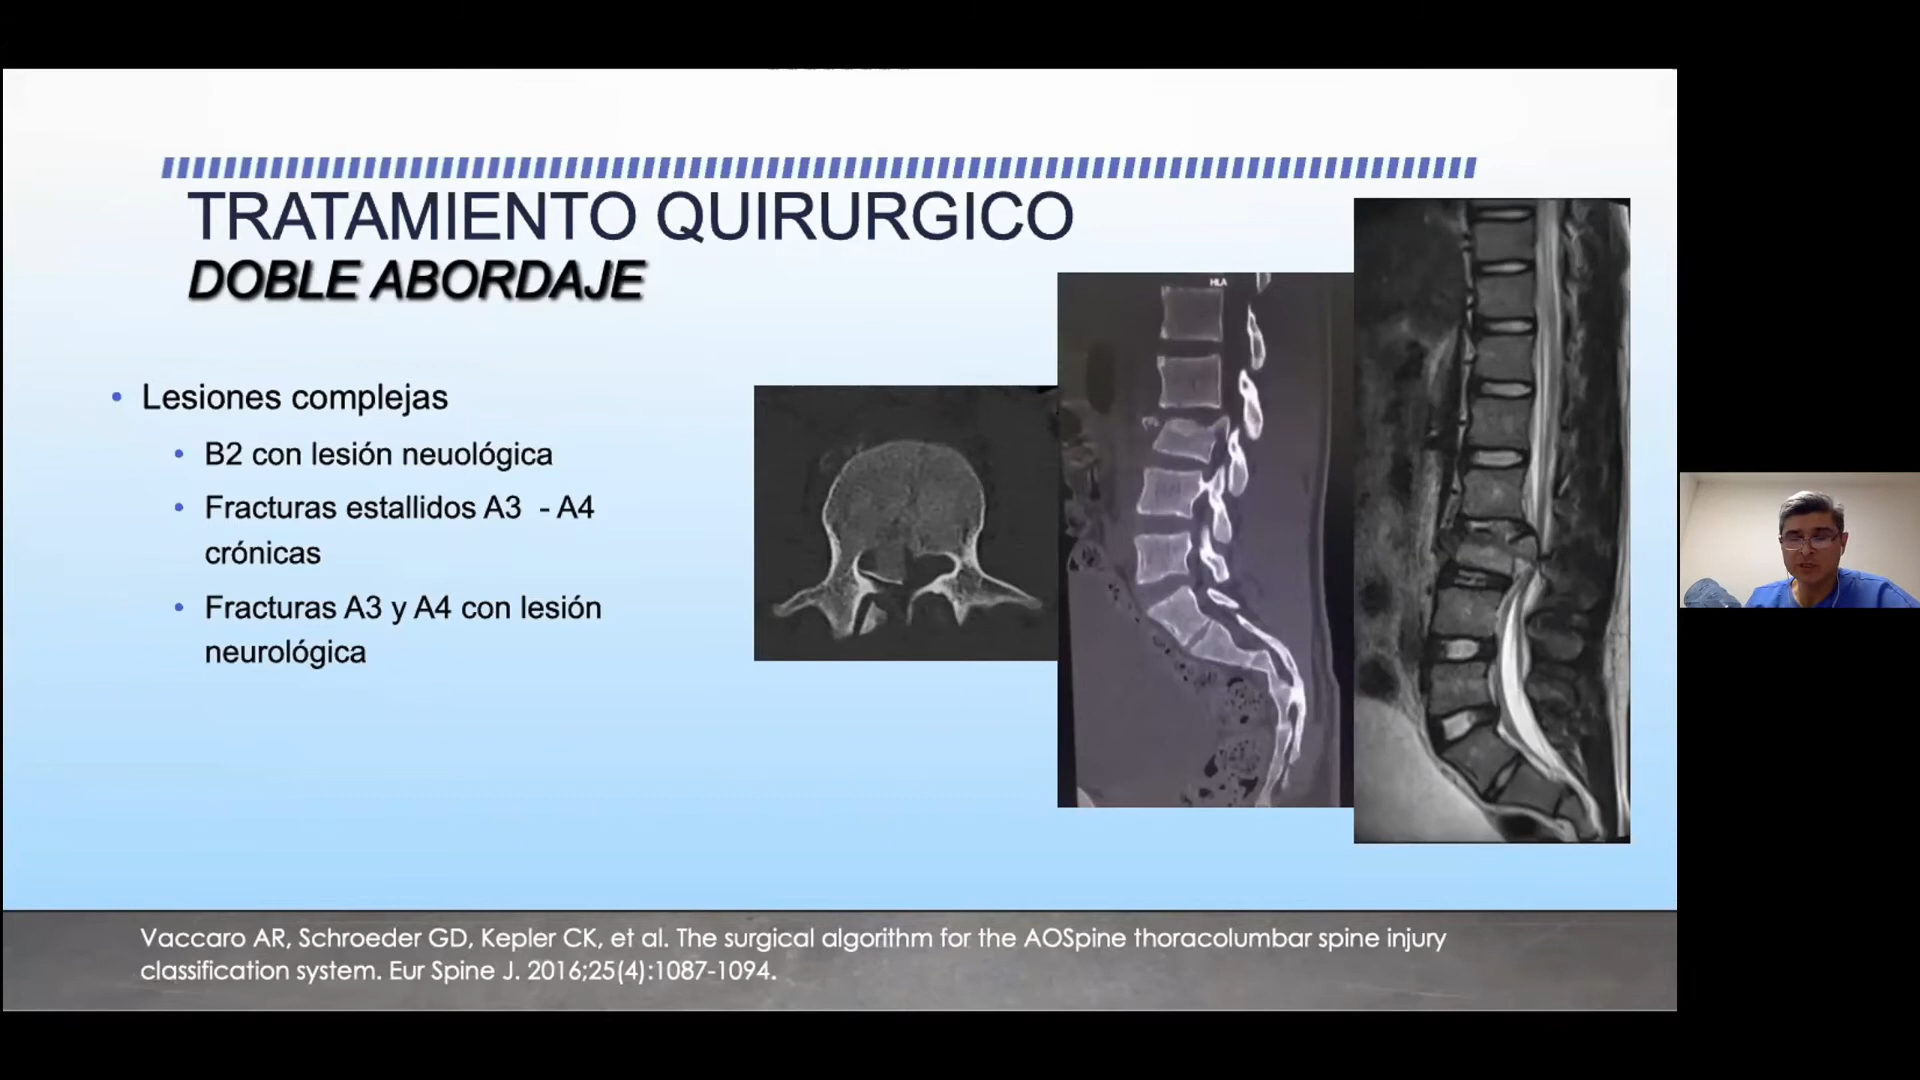 TRATAMIENTO QUIRURGICO
DOBLE ABORDAJE
• Lesiones complejas
• B2 con lesión neuológica
• Fracturas estallidos A3 - A4
crónicas
• Fracturas A3 y A4 con lesión
neurológica
HLA
Vaccaro AR, Schroeder GD, Kepler CK, et al. The surgical algorithm for the AOSpine thoracolumbar spine injury
classification system. Eur Spine J. 2016;25(4):1087-1094.